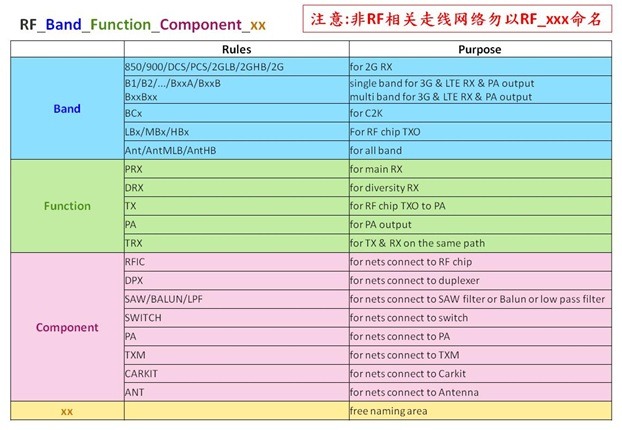 RF_Band_Function_Component_xx
注意:非RF相关走线网络勿以RF_xxx命名
Rules Purpose
Band
850/900/DCS/PCS/2GLB/2GHB/2G for 2G RX
B1/B2/.../BxxA/BxxB single band for 3G & LTE RX & PA output
BxxBxx multi band for 3G & LTE RX & PA output
BCx for C2K
LBx/MBx/HBx For RF chip TXO
Ant/AntMLB/AntHB for all band
Function
PRX for main RX
DRX for diversity RX
TX for RF chip TXO to PA
PA for PA output
TRX for TX & RX on the same path
Component
RFIC for nets connect to RF chip
DPX for nets connect to duplexer
SAW/BALUN/LPF for nets connect to SAW filter or Balun or low pass filter
SWITCH for nets connect to switch
PA for nets connect to PA
TXM for nets connect to TXM
CARKIT for nets connect to Carkit
ANT for nets connect to Antenna
xx free naming area